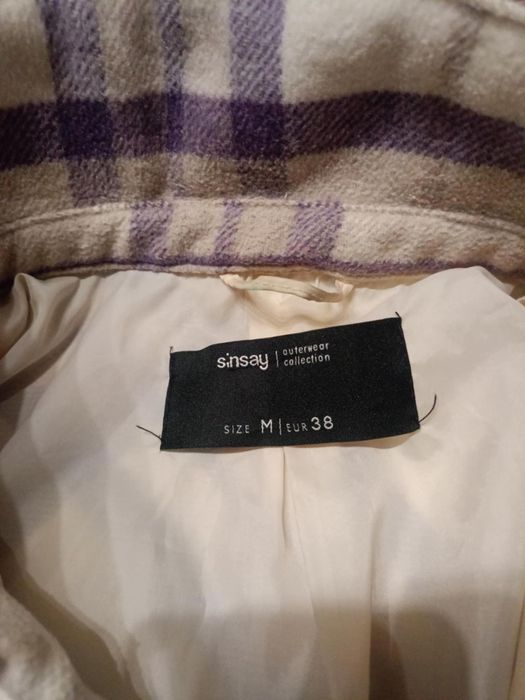 sinsay | outerwear
collection
SIZE M | EUR 38